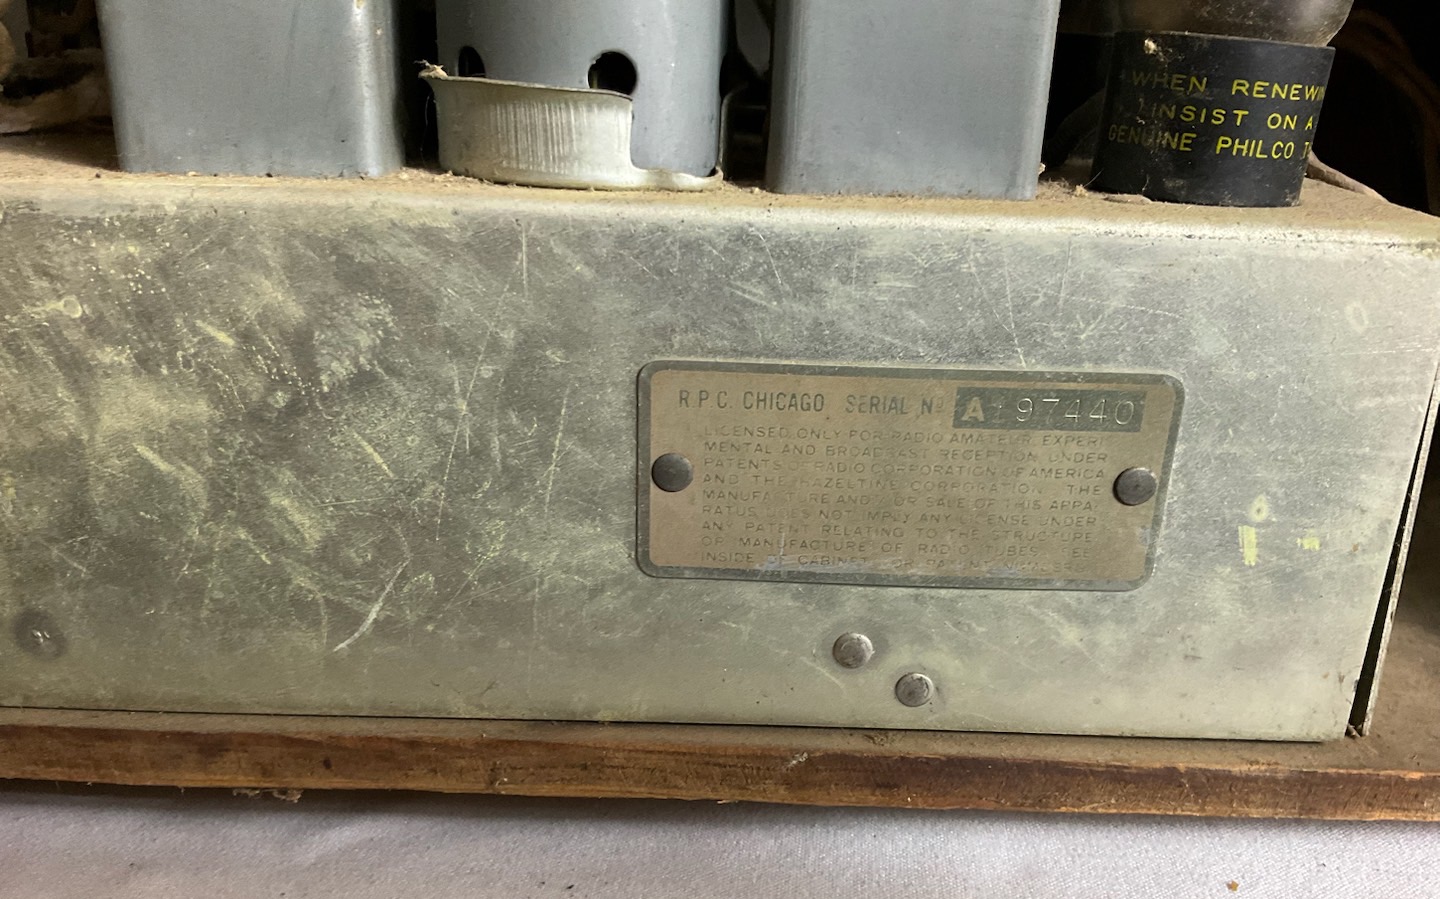 WHEN RENEWIN
INSIST ON A
GENUINE PHILCO T
R.P.C. CHICAGO SERIAL Nº A 197440
LICENSED ONLY FOR RADIO AMATEUR EXPERI-
MENTAL AND BROADCAST RECEPTION UNDER
PATENTS OF RADIO CORPORATION OF AMERICA
AND THE HAZELTINE CORPORATION THE
MANUFACTURE AND/OR SALE OF THIS APPA-
RATUS DOES NOT IMPLY ANY LICENSE UNDER
ANY PATENT RELATING TO THE STRUCTURE
OR MANUFACTURE OF RADIO TUBES SEE
INSIDE OF CABINET FOR PATENT